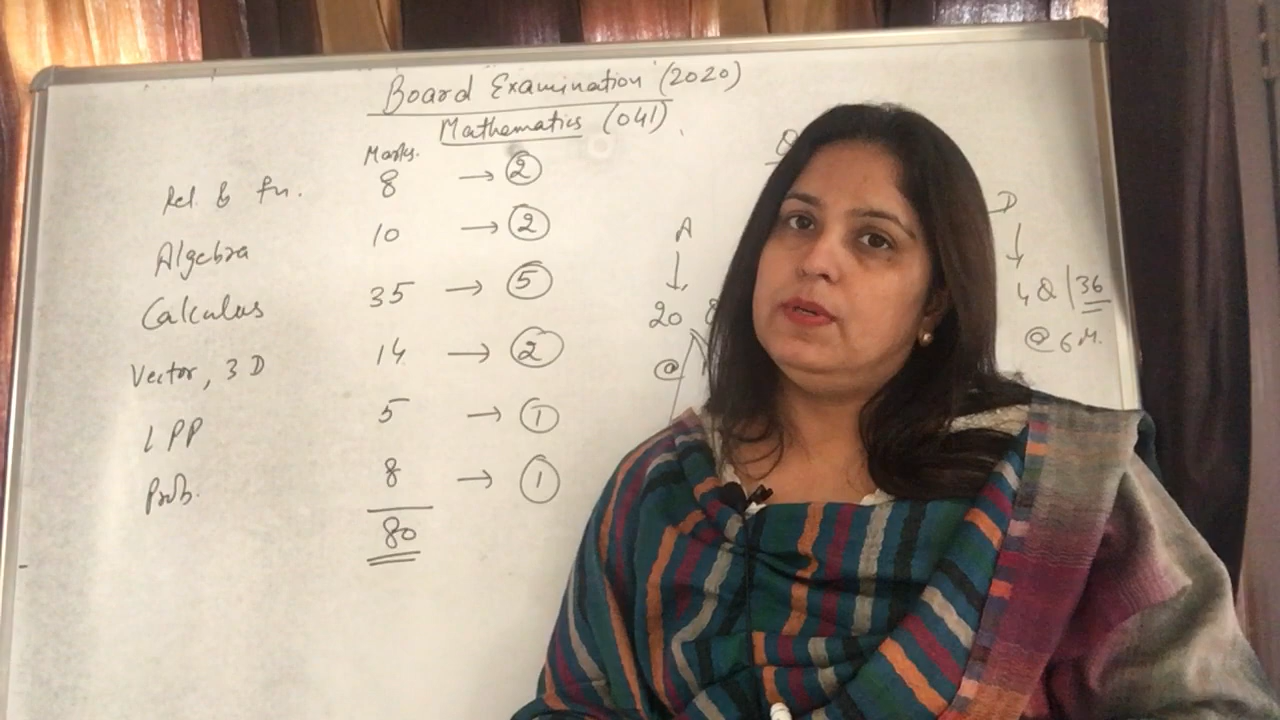 Board Examination (2020)
Mathematics (041)
Marks.
Rel. & fn. 8 → 2
Algebra 10 → 2
Calculus 35 → 5
Vector, 3D 14 → 2
LPP 5 → 1
Prob. 8 → 1
80
A
↓
20
@
D
↓
4Q | 36
@ 6 M.